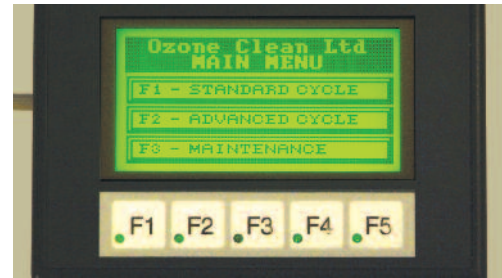 Ozone Clean Ltd
MAIN MENU
F1 - STANDARD CYCLE
F2 - ADVANCED CYCLE
F3 - MAINTENANCE
F1 F2 F3 F4 F5